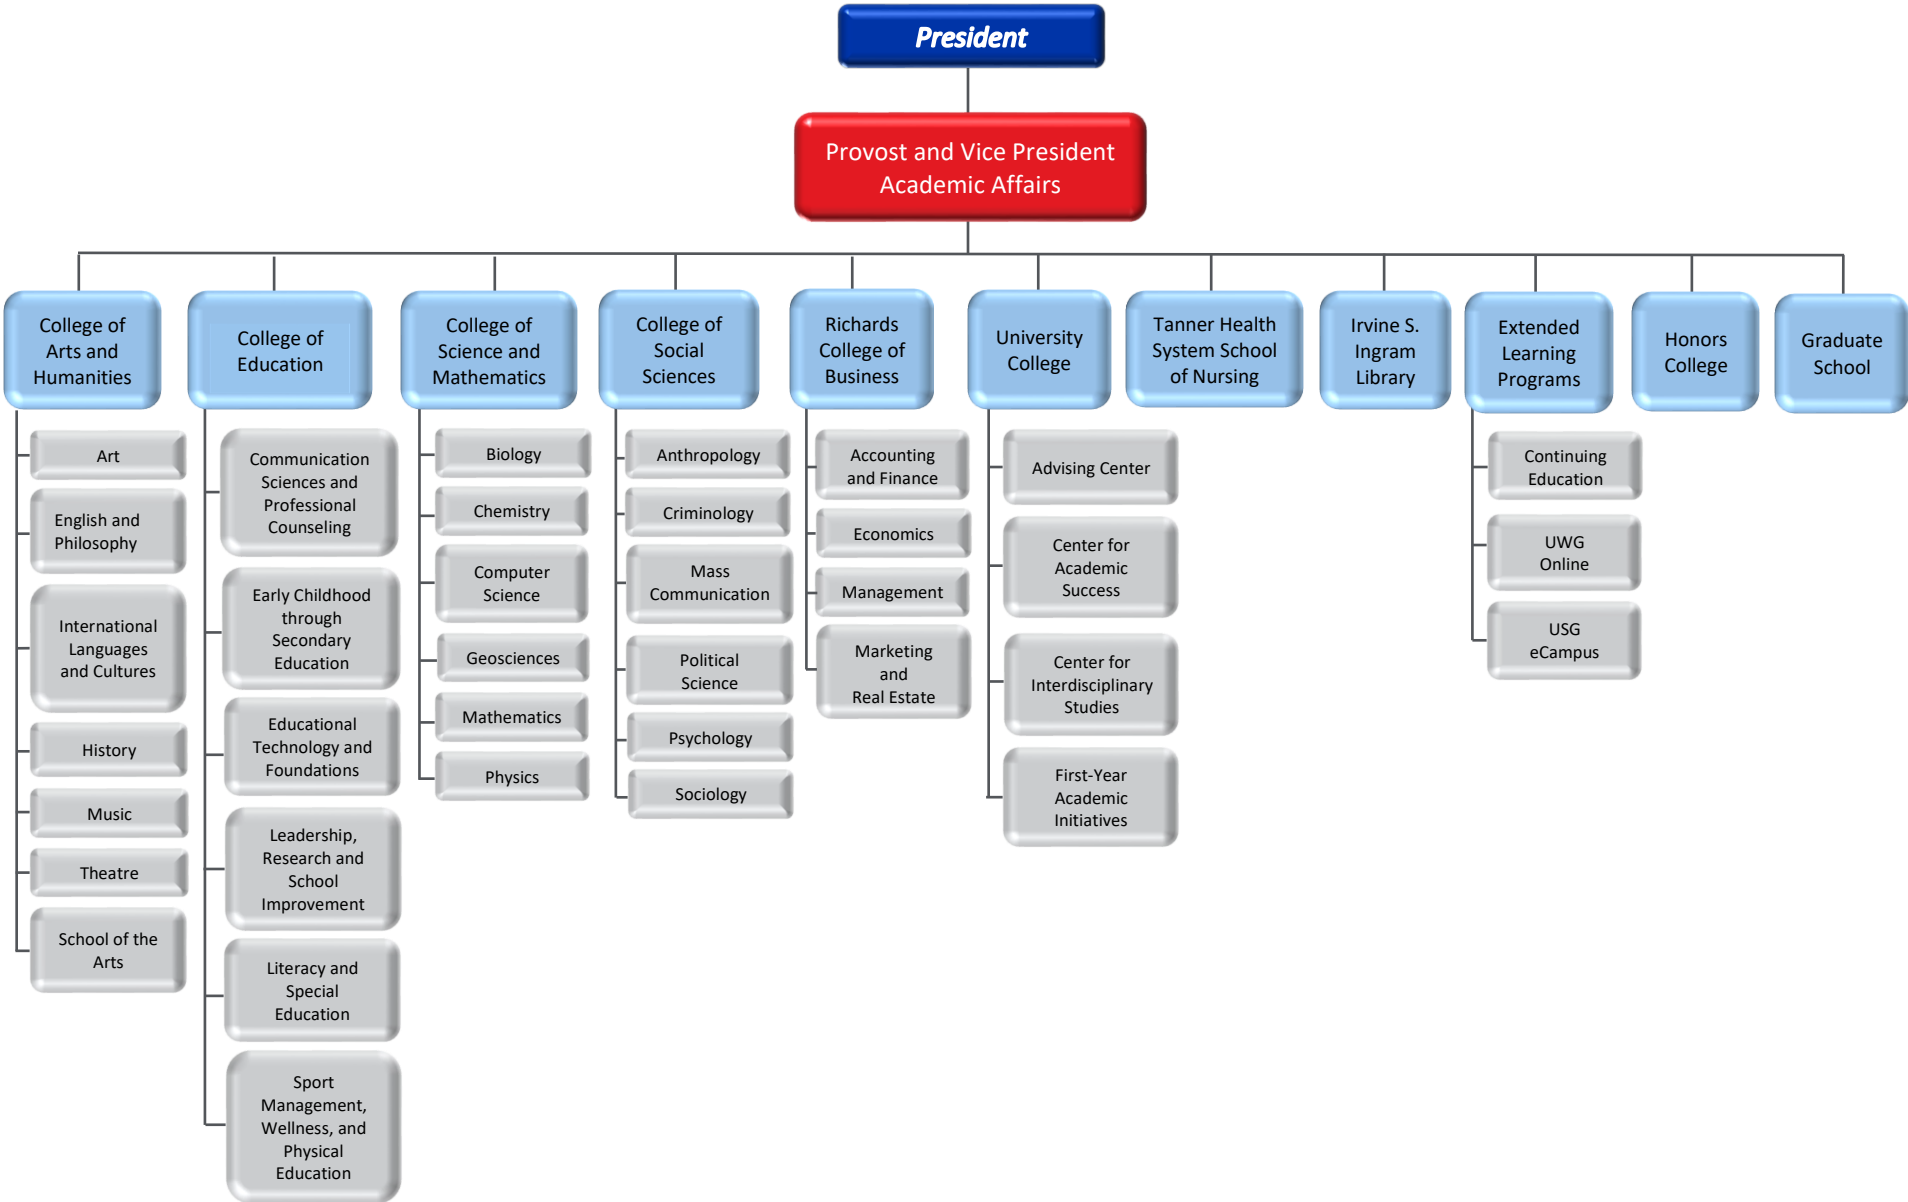 President
Provost and Vice President
Academic Affairs
College of
Arts and
Humanities
College of
Education
College of
Science and
Mathematics
College of
Social
Sciences
Richards
College of
Business
University
College
Tanner Health
System School
of Nursing
Irvine S.
Ingram
Library
Extended
Learning
Programs
Honors
College
Graduate
School
Art
English and
Philosophy
International
Languages
and Cultures
History
Music
Theatre
School of the
Arts
Communication
Sciences and
Professional
Counseling
Early Childhood
through
Secondary
Education
Educational
Technology and
Foundations
Leadership,
Research and
School
Improvement
Literacy and
Special
Education
Sport
Management,
Wellness, and
Physical
Education
Biology
Chemistry
Computer
Science
Geosciences
Mathematics
Physics
Anthropology
Criminology
Mass
Communication
Political
Science
Psychology
Sociology
Accounting
and Finance
Economics
Management
Marketing
and
Real Estate
Advising Center
Center for
Academic
Success
Center for
Interdisciplinary
Studies
First-Year
Academic
Initiatives
Continuing
Education
UWG
Online
USG
eCampus